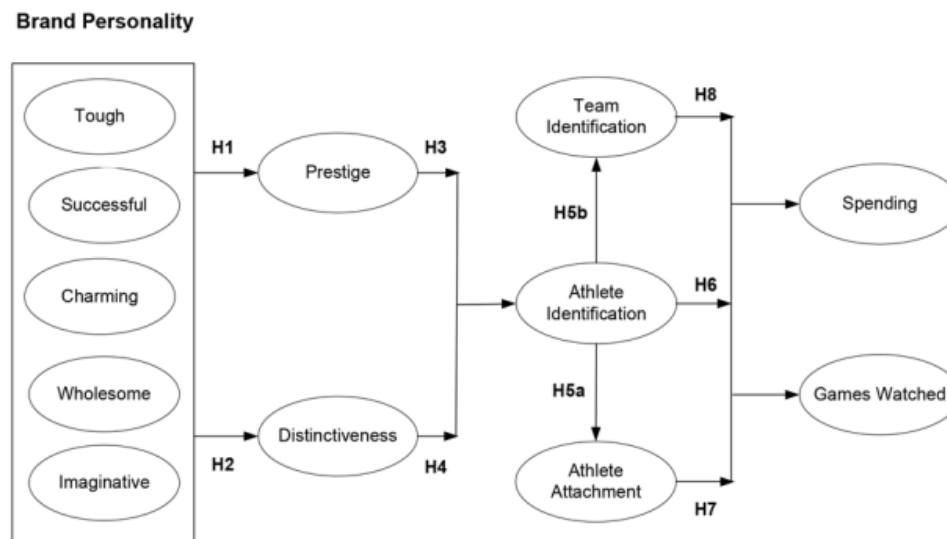 Brand Personality
Tough
Successful
Charming
Wholesome
Imaginative
H1
H2
Prestige
Distinctiveness
H3
H4
Team
Identification
H5b
Athlete
Identification
H5a
Athlete
Attachment
H8
H6
H7
Spending
Games Watched